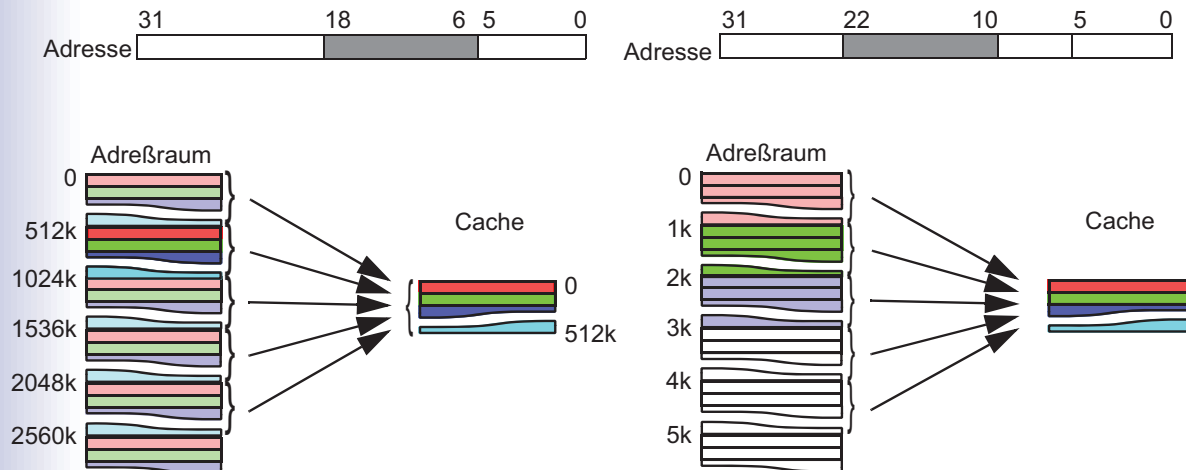 31 18 6 5 0
Adresse
Adreßraum
0
512k
1024k
1536k
2048k
2560k
Cache
0
512k
31 22 10 5 0
Adresse
Adreßraum
0
1k
2k
3k
4k
5k
Cache